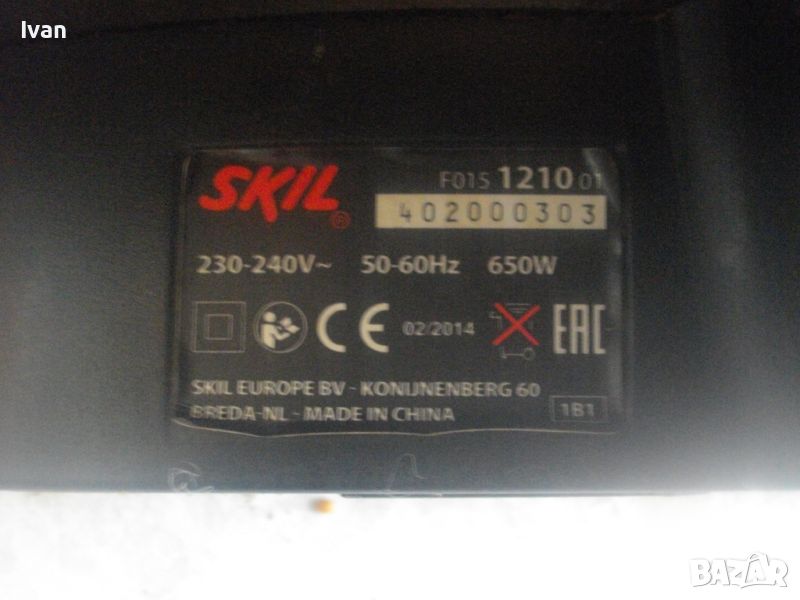 Ivan
SKIL®
F015 1210 01
402000303
230-240V~ 50-60Hz 650W
CE 02/2014 EAC
SKIL EUROPE BV - KONIJNENBERG 60
BREDA-NL - MADE IN CHINA
1B1
BAZAR